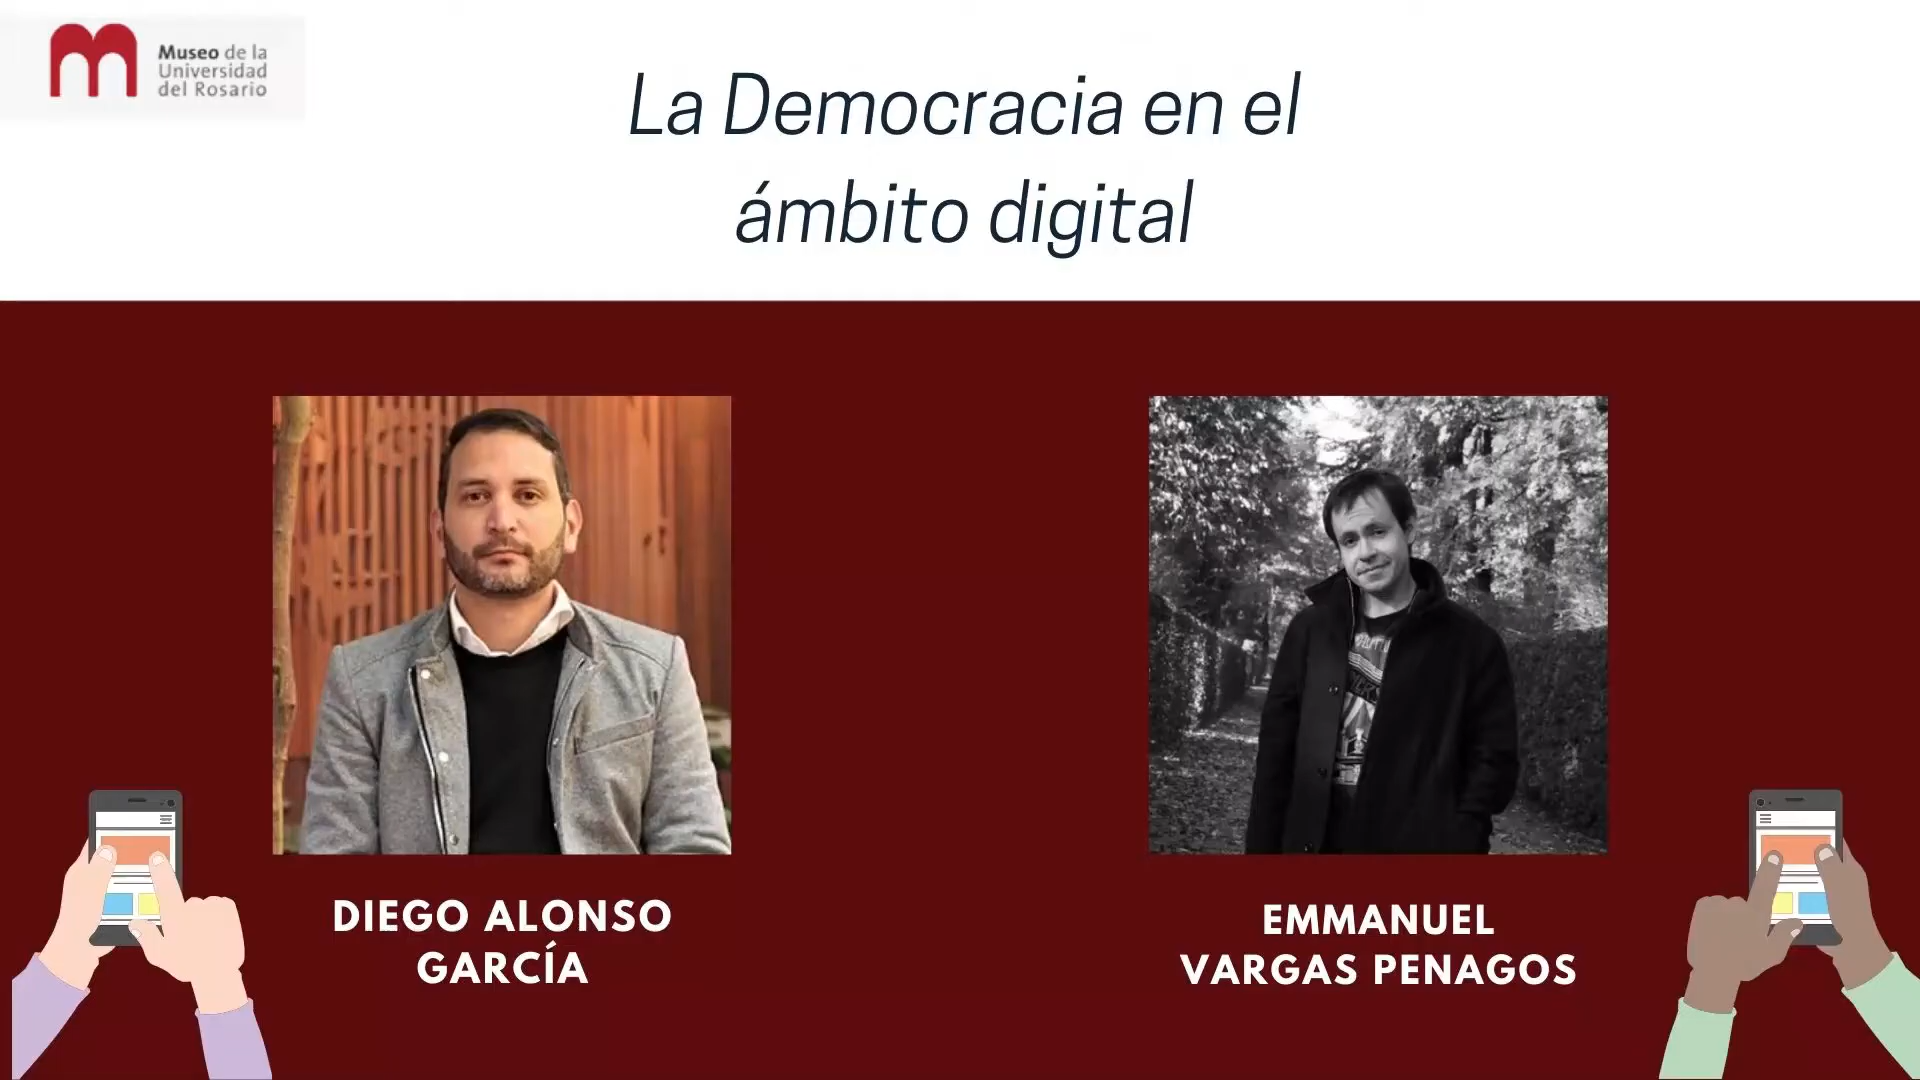 Museo de la
Universidad
del Rosario
La Democracia en el
ámbito digital
DIEGO ALONSO
GARCÍA
EMMANUEL
VARGAS PENAGOS